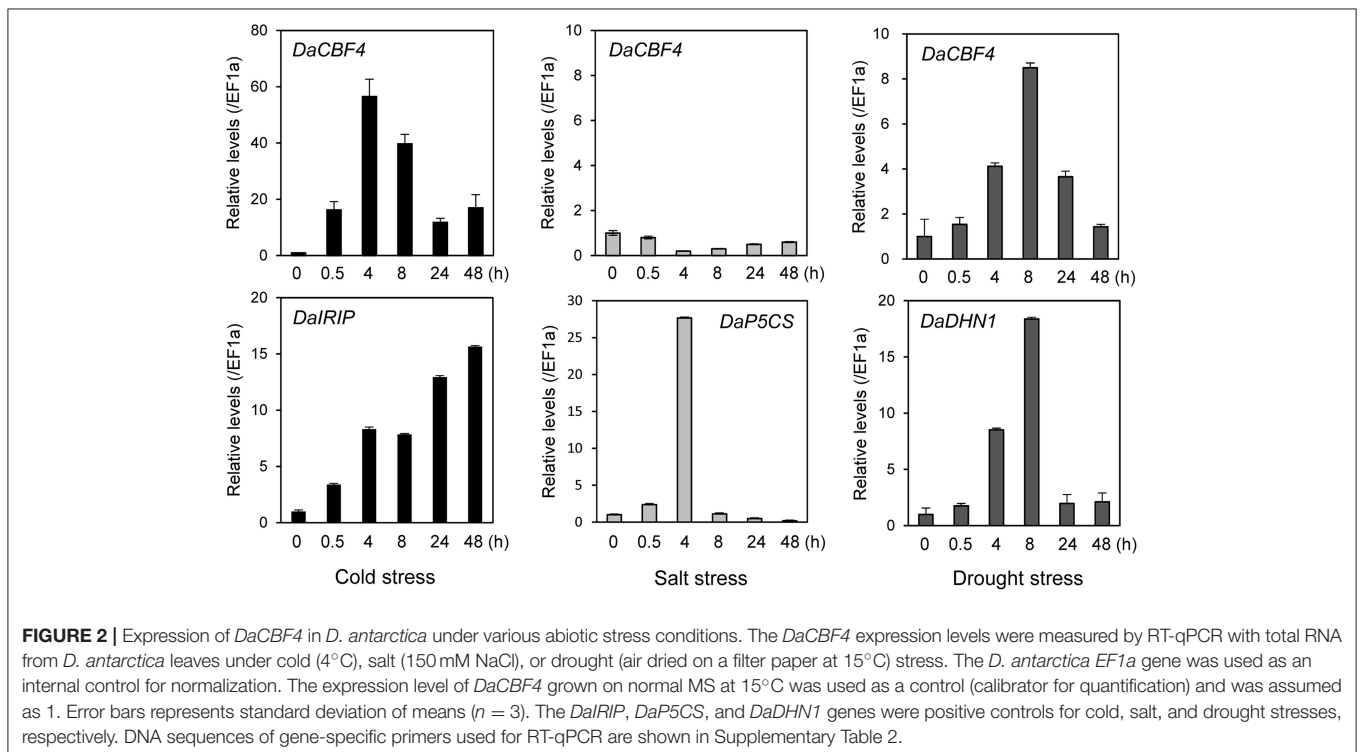 DaCBF4
DaCBF4
DaCBF4
Relative levels (/EF1a)
80
60
40
20
0
0 0.5 4 8 24 48 (h)
Relative levels (/EF1a)
10
8
6
4
2
0
0 0.5 4 8 24 48 (h)
Relative levels (/EF1a)
10
8
6
4
2
0
0 0.5 4 8 24 48 (h)
DaIRIP
DaP5CS
DaDHN1
Relative levels (/EF1a)
20
15
10
5
0
0 0.5 4 8 24 48 (h)
Cold stress
Relative levels (/EF1a)
30
25
20
15
10
5
0
0 0.5 4 8 24 48 (h)
Salt stress
Relative levels (/EF1a)
20
15
10
5
0
0 0.5 4 8 24 48 (h)
Drought stress
FIGURE 2 | Expression of DaCBF4 in D. antarctica under various abiotic stress conditions. The DaCBF4 expression levels were measured by RT-qPCR with total RNA
from D. antarctica leaves under cold (4°C), salt (150 mM NaCl), or drought (air dried on a filter paper at 15°C) stress. The D. antarctica EF1a gene was used as an
internal control for normalization. The expression level of DaCBF4 grown on normal MS at 15°C was used as a control (calibrator for quantification) and was assumed
as 1. Error bars represents standard deviation of means (n = 3). The DaIRIP, DaP5CS, and DaDHN1 genes were positive controls for cold, salt, and drought stresses,
respectively. DNA sequences of gene-specific primers used for RT-qPCR are shown in Supplementary Table 2.